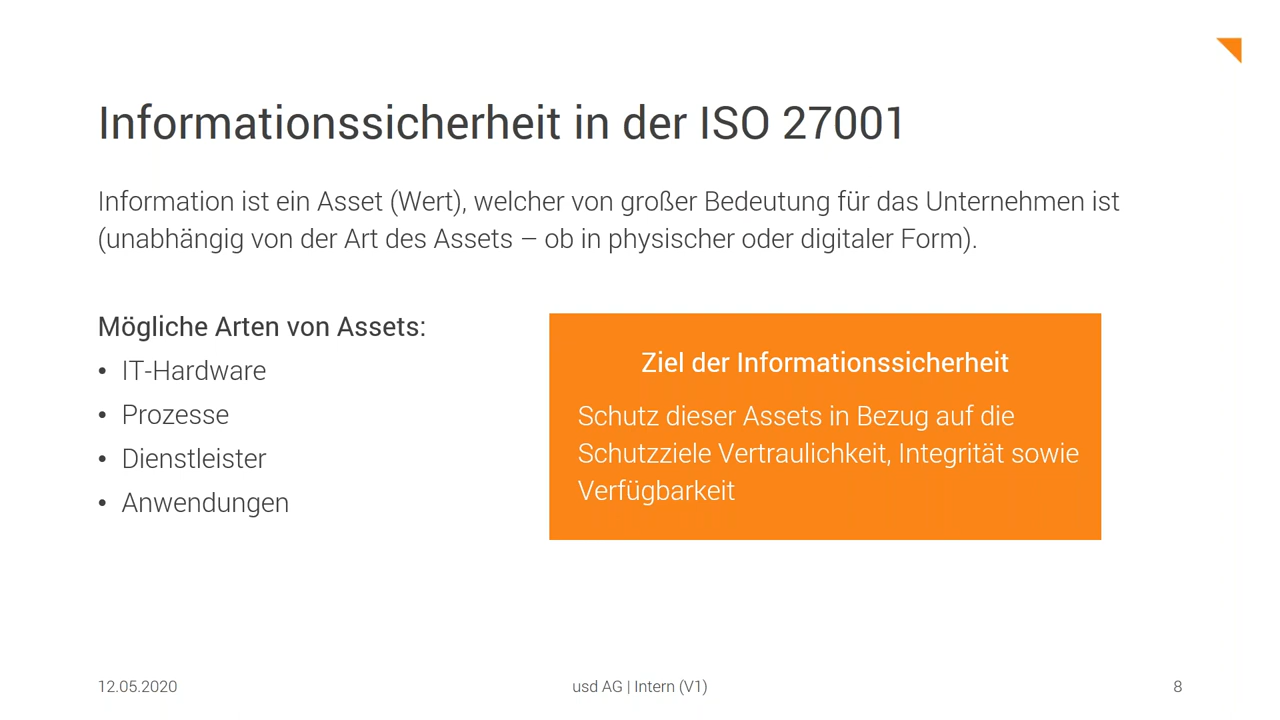 Informationssicherheit in der ISO 27001
Information ist ein Asset (Wert), welcher von großer Bedeutung für das Unternehmen ist
(unabhängig von der Art des Assets – ob in physischer oder digitaler Form).
Mögliche Arten von Assets:
• IT-Hardware
• Prozesse
• Dienstleister
• Anwendungen
Ziel der Informationssicherheit
Schutz dieser Assets in Bezug auf die
Schutzziele Vertraulichkeit, Integrität sowie
Verfügbarkeit
12.05.2020
usd AG | Intern (V1)
8